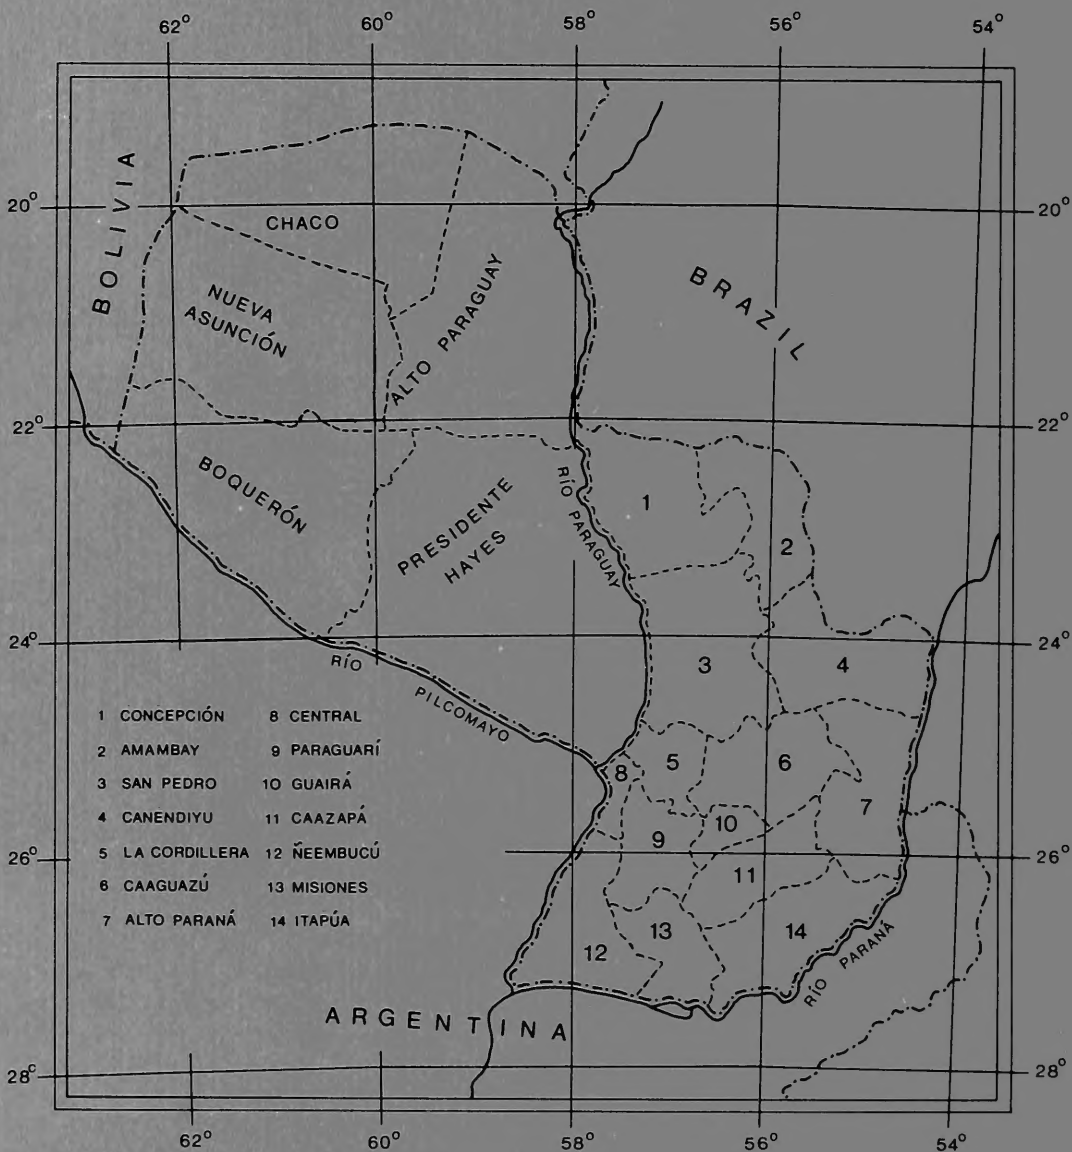 62° 60° 58° 56° 54°
BOLIVIA
20°
20°
CHACO
NUEVA
ASUNCIÓN
ALTO PARAGUAY
BRAZIL
22°
22°
BOQUERÓN
PRESIDENTE
HAYES
RÍO PARAGUAY
1
2
24°
24°
RÍO PILCOMAYO
3
4
1 CONCEPCIÓN
2 AMAMBAY
3 SAN PEDRO
4 CANENDIYU
5 LA CORDILLERA
6 CAAGUAZÚ
7 ALTO PARANÁ
8 CENTRAL
9 PARAGUARÍ
10 GUAIRÁ
11 CAAZAPÁ
12 ÑEEMBUCÚ
13 MISIONES
14 ITAPÚA
8
5
6
7
9
10
26°
26°
11
12
13
14
RÍO PARANÁ
ARGENTINA
28°
28°
62° 60° 58° 56° 54°